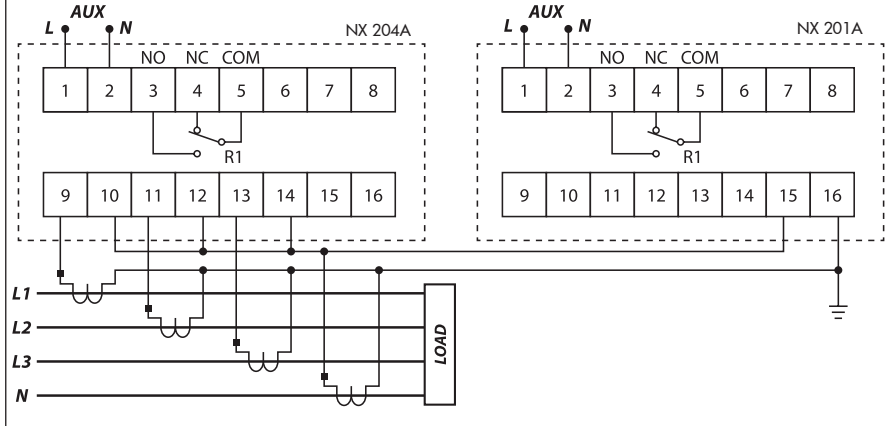 AUX AUX
L N NX 204A L N NX 201A
NO NC COM NO NC COM
1 2 3 4 5 6 7 8 1 2 3 4 5 6 7 8
R1 R1
9 10 11 12 13 14 15 16 9 10 11 12 13 14 15 16
L1
L2
L3
N
LOAD